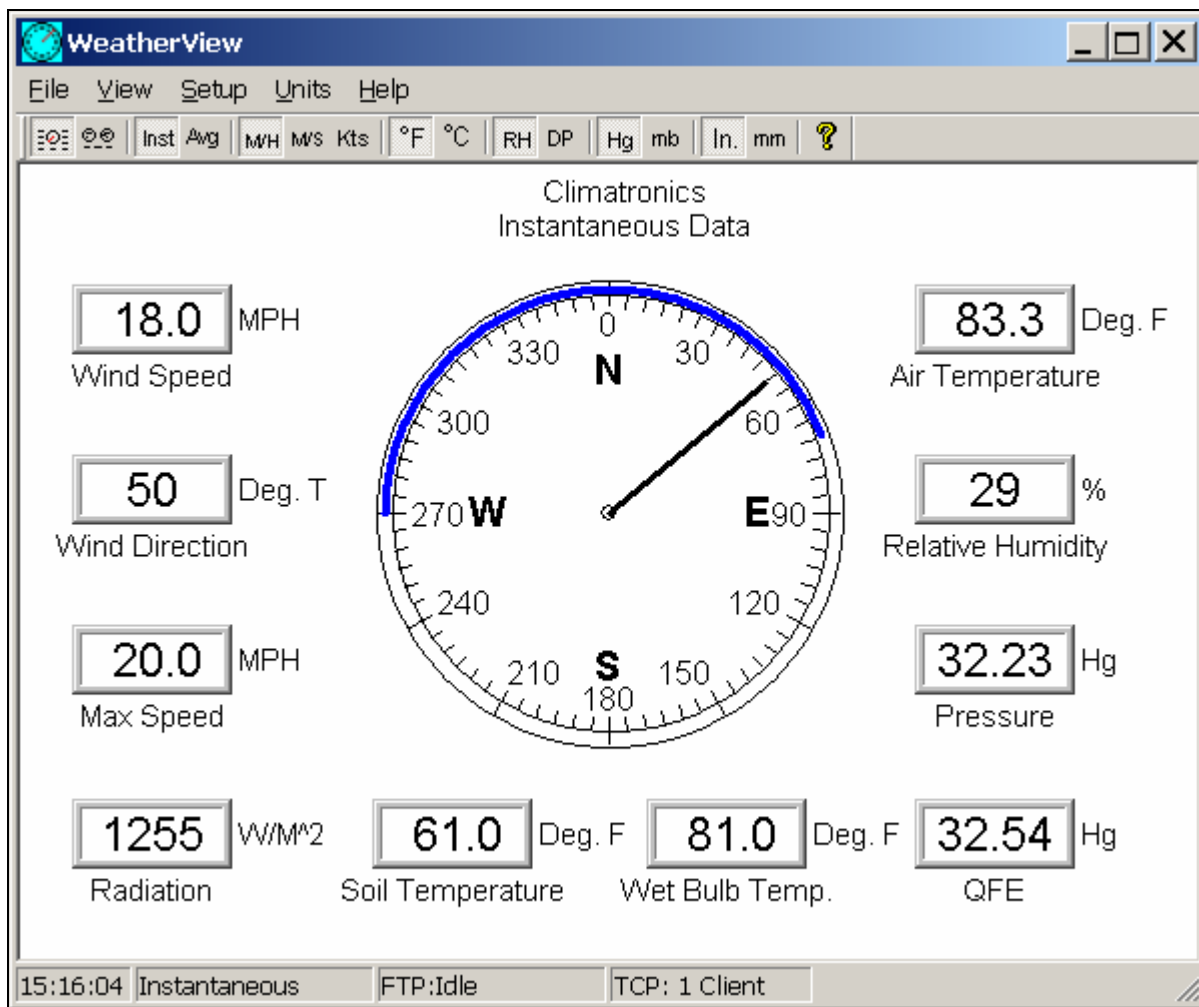 WeatherView
File View Setup Units Help
Inst Avg M/H M/S Kts °F °C RH DP Hg mb In. mm ?
Climatronics
Instantaneous Data
18.0 MPH
Wind Speed
50 Deg. T
Wind Direction
20.0 MPH
Max Speed
0
30
60
90
120
150
180
210
240
270
300
330
N
E
S
W
83.3 Deg. F
Air Temperature
29 %
Relative Humidity
32.23 Hg
Pressure
1255 W/M^2
Radiation
61.0 Deg. F
Soil Temperature
81.0 Deg. F
Wet Bulb Temp.
32.54 Hg
QFE
15:16:04 Instantaneous FTP:Idle TCP: 1 Client